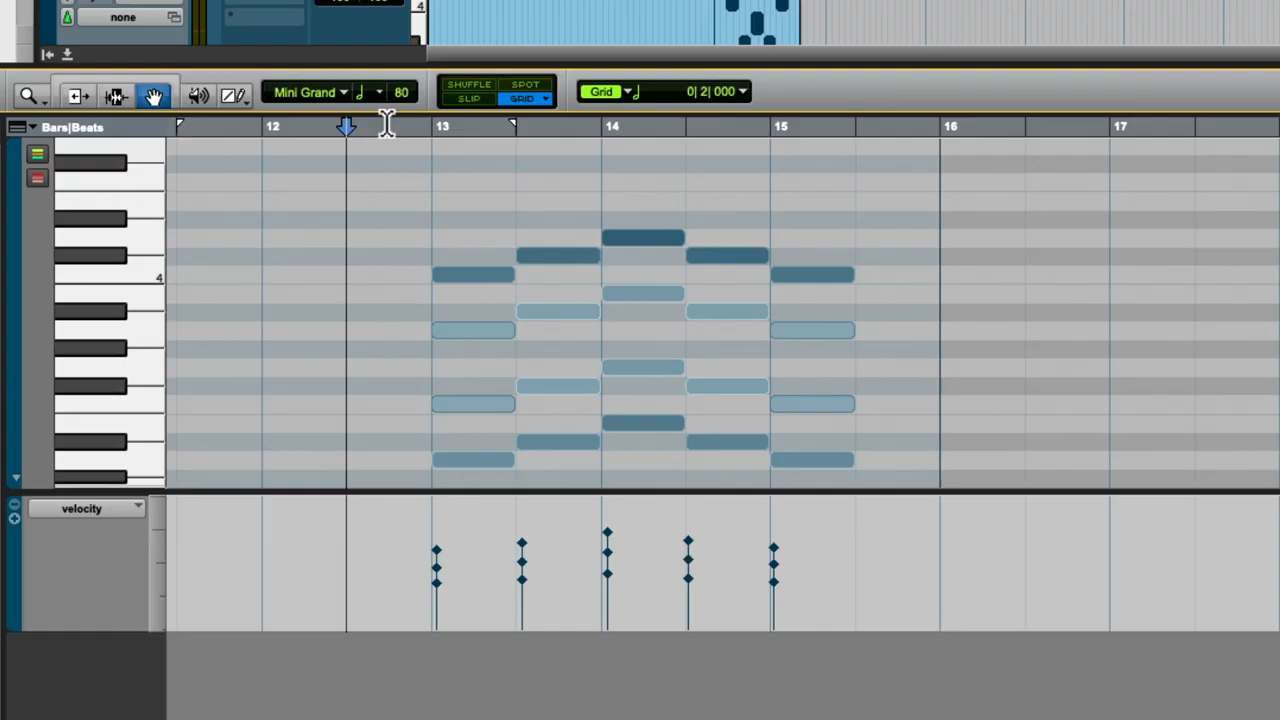 none
4
Mini Grand 80 SHUFFLE SPOT Grid 0| 2| 000
SLIP GRID
Bars|Beats 12 13 14 15 16 17
4
velocity